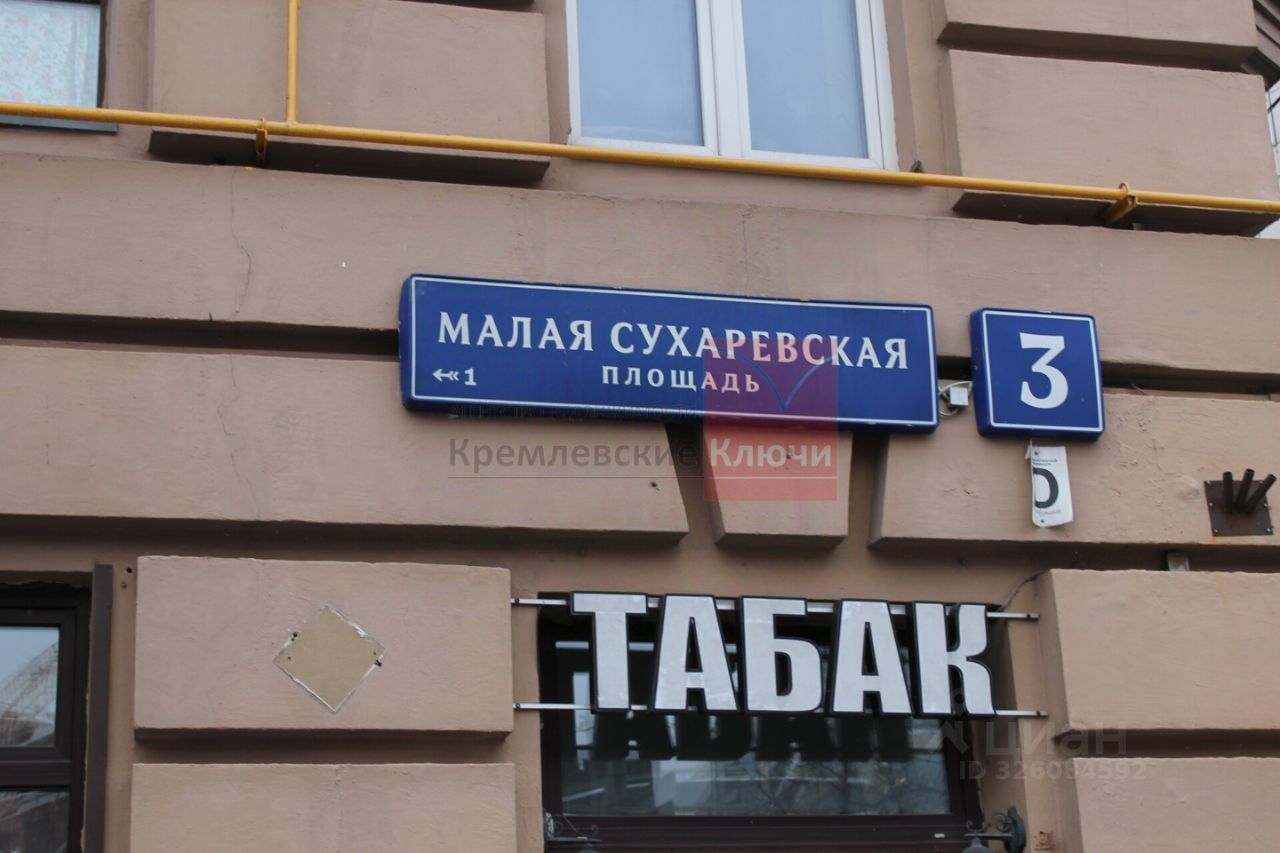 МАЛАЯ СУХАРЕВСКАЯ
ПЛОЩАДЬ
1
3
Кремлевские Ключи
ТАБАК
циан
ID 326084592